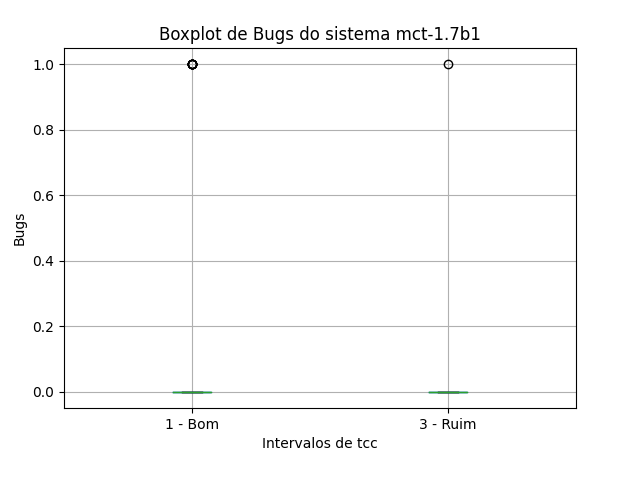 Boxplot de Bugs do sistema mct-1.7b1
1.0
0.8
0.6
0.4
0.2
0.0
Bugs
1 - Bom
3 - Ruim
Intervalos de tcc